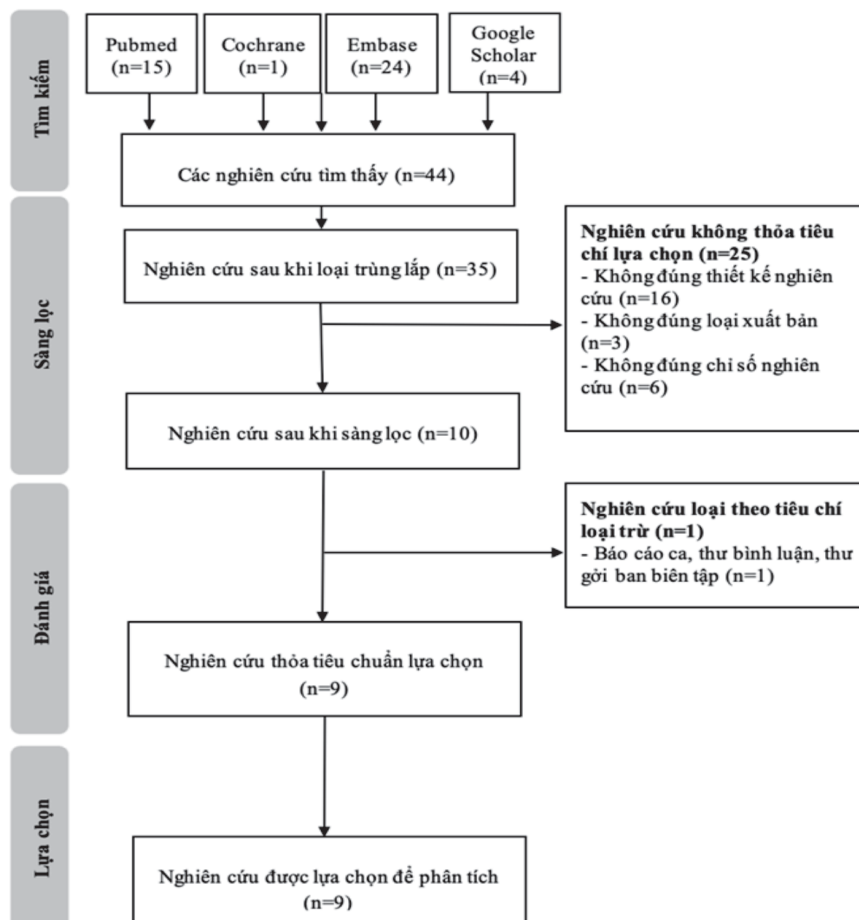 Tìm kiếm
Pubmed
(n=15)
Cochrane
(n=1)
Embase
(n=24)
Google
Scholar
(n=4)
Các nghiên cứu tìm thấy (n=44)
Sàng lọc
Nghiên cứu sau khi loại trùng lắp (n=35)
Nghiên cứu không thỏa tiêu
chí lựa chọn (n=25)
- Không đúng thiết kế nghiên
cứu (n=16)
- Không đúng loại xuất bản
(n=3)
- Không đúng chỉ số nghiên
cứu (n=6)
Nghiên cứu sau khi sàng lọc (n=10)
Đánh giá
Nghiên cứu loại theo tiêu chí
loại trừ (n=1)
- Báo cáo ca, thư bình luận, thư
gởi ban biên tập (n=1)
Nghiên cứu thỏa tiêu chuẩn lựa chọn
(n=9)
Lựa chọn
Nghiên cứu được lựa chọn để phân tích
(n=9)